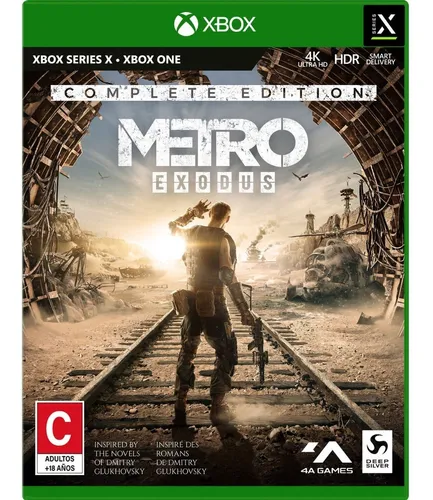 XBOX
SERIES X
XBOX SERIES X • XBOX ONE
4K
ULTRA HD
HDR
SMART
DELIVERY
COMPLETE EDITION
METRO
EXODUS
C
ADULTOS
+18 AÑOS
INSPIRED BY
THE NOVELS
OF DMITRY
GLUKHOVSKY
INSPIRÉ DES
ROMANS
DE DMITRY
GLUKHOVSKY
4A GAMES
DEEP
SILVER